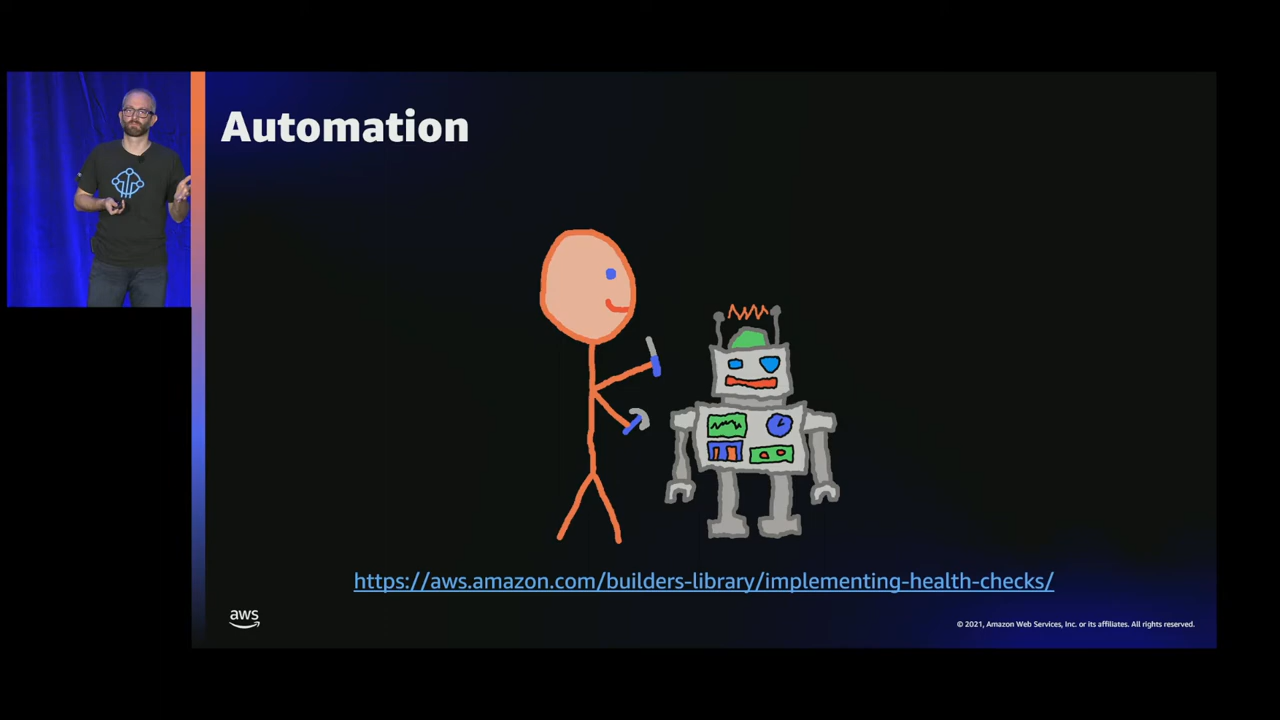 Automation
https://aws.amazon.com/builders-library/implementing-health-checks/
aws
© 2021, Amazon Web Services, Inc. or its affiliates. All rights reserved.